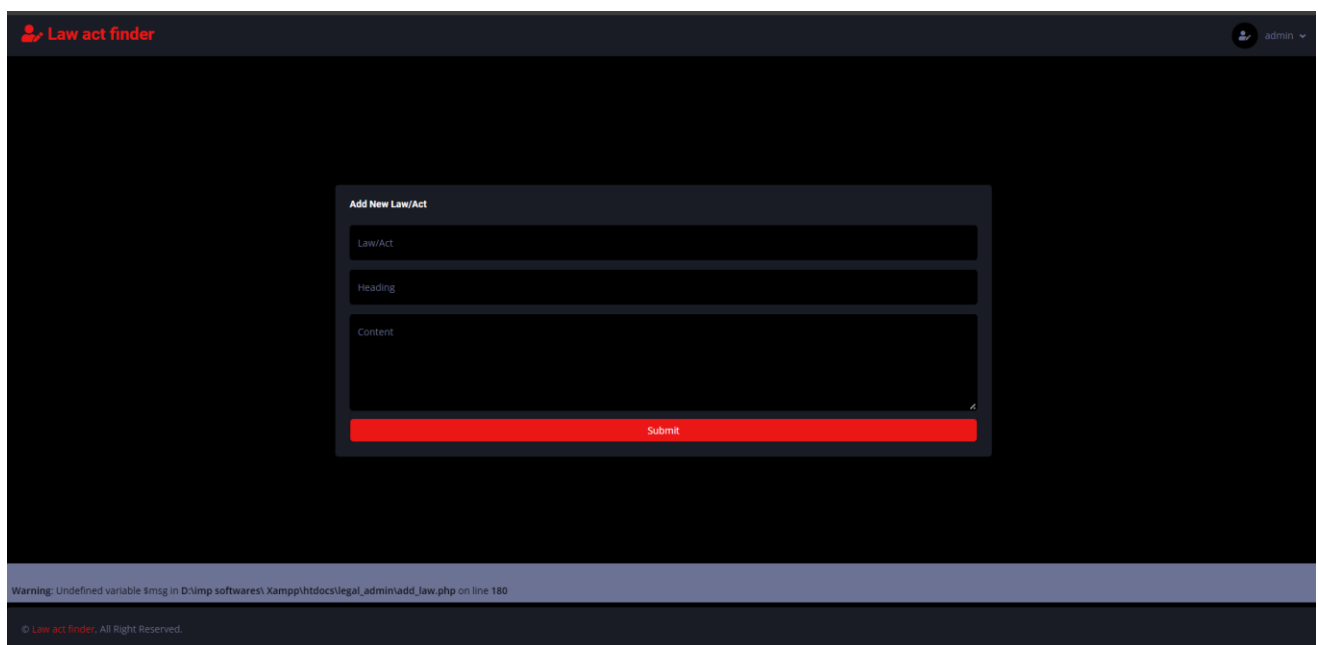 Law act finder
admin
Add New Law/Act
Law/Act
Heading
Content
Submit
Warning: Undefined variable $msg in D:\imp softwares\ Xampp\htdocs\legal_admin\add_law.php on line 180
© Law act finder, All Right Reserved.